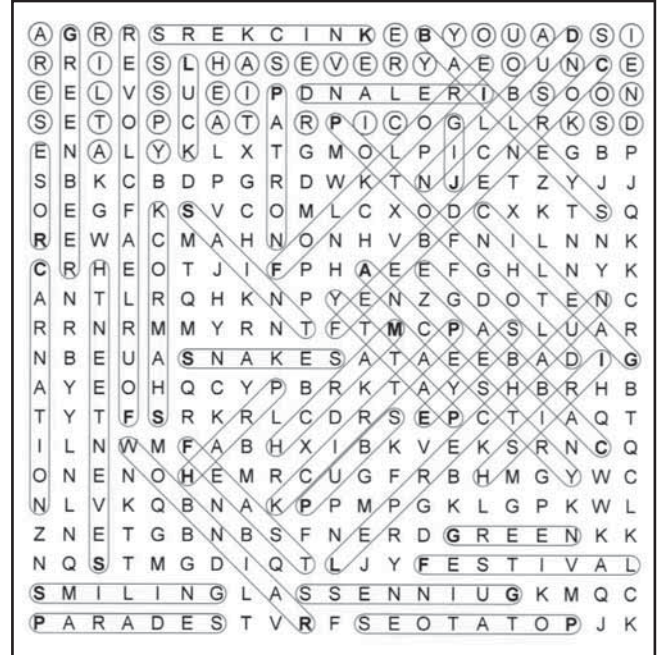 A G R R S R E K C I N K E B Y O U A D S I
R R I E S L H A S E V E R Y A E O U N C E
E E L V S U E I P D N A L E R I B S O O N
S E T O P C A T A R P I C O G L L R K S D
E N A L Y K L X T G M O L P I C N E G B P
S B K C B D P G R D W K T N J E T Z Y J J
O E G F K S V C O M L C X O D C X K T S Q
R E W A C M A H N O N H V B F N I L N N K
C R H E O T J I F P H A E E F G H L N Y K
A N T L R Q H K N P Y E N Z G D O T E N C
R R N R M M Y R N T F T M C P A S L U A R
N B E U A S N A K E S A T A E E B A D I G
A Y E O H Q C Y P B R K T A Y S H B R H B
T Y T F S R K R L C D R S E P C T I A Q T
I L N W M F A B H X I B K V E K S R N C Q
O N E N O H E M R C U G F R B H M G Y W C
N L V K Q B N A K P P M P G K L G P K W L
Z N E T G B N B S F N E R D G R E E N K K
N Q S T M G D I Q T L J Y F E S T I V A L
S M I L I N G L A S S E N N I U G K M Q C
P A R A D E S T V R F S E O T A T O P J K